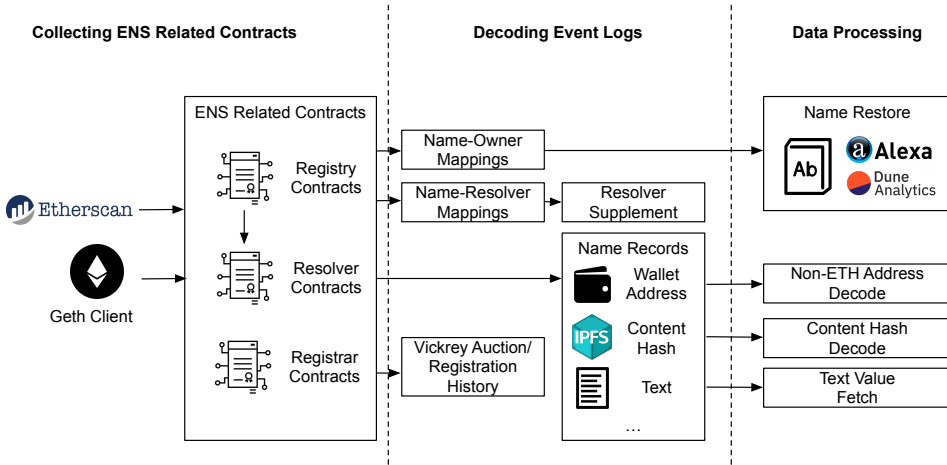 Collecting ENS Related Contracts
Decoding Event Logs
Data Processing
Etherscan
Geth Client
ENS Related Contracts
Registry
Contracts
Resolver
Contracts
Registrar
Contracts
Name-Owner
Mappings
Name-Resolver
Mappings
Resolver
Supplement
Vickrey Auction/
Registration
History
Name Records
Wallet
Address
IPFS
Content
Hash
Text
...
Name Restore
Ab
a
Alexa
Dune
Analytics
Non-ETH Address
Decode
Content Hash
Decode
Text Value
Fetch